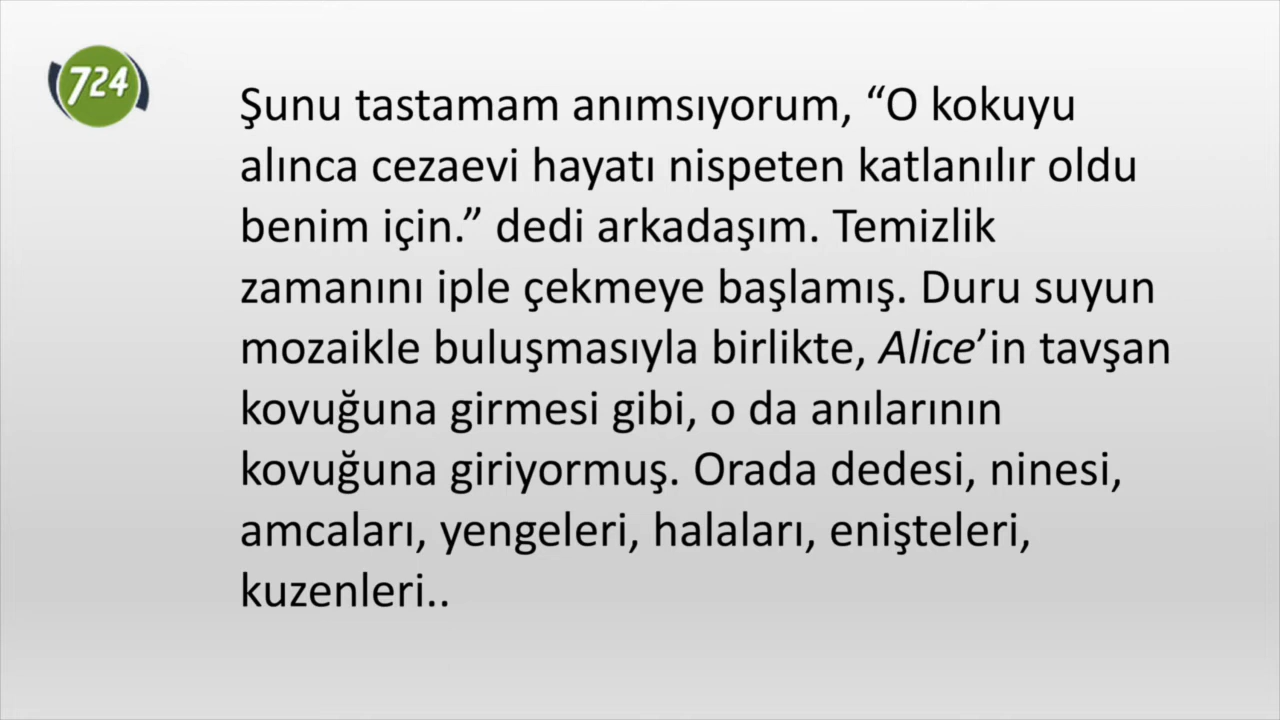 724
Şunu tastamam anımsıyorum, “O kokuyu
alınca cezaevi hayatı nispeten katlanılır oldu
benim için.” dedi arkadaşım. Temizlik
zamanını iple çekmeye başlamış. Duru suyun
mozaikle buluşmasıyla birlikte, Alice’in tavşan
kovuğuna girmesi gibi, o da anılarının
kovuğuna giriyormuş. Orada dedesi, ninesi,
amcaları, yengeleri, halaları, enişteleri,
kuzenleri..